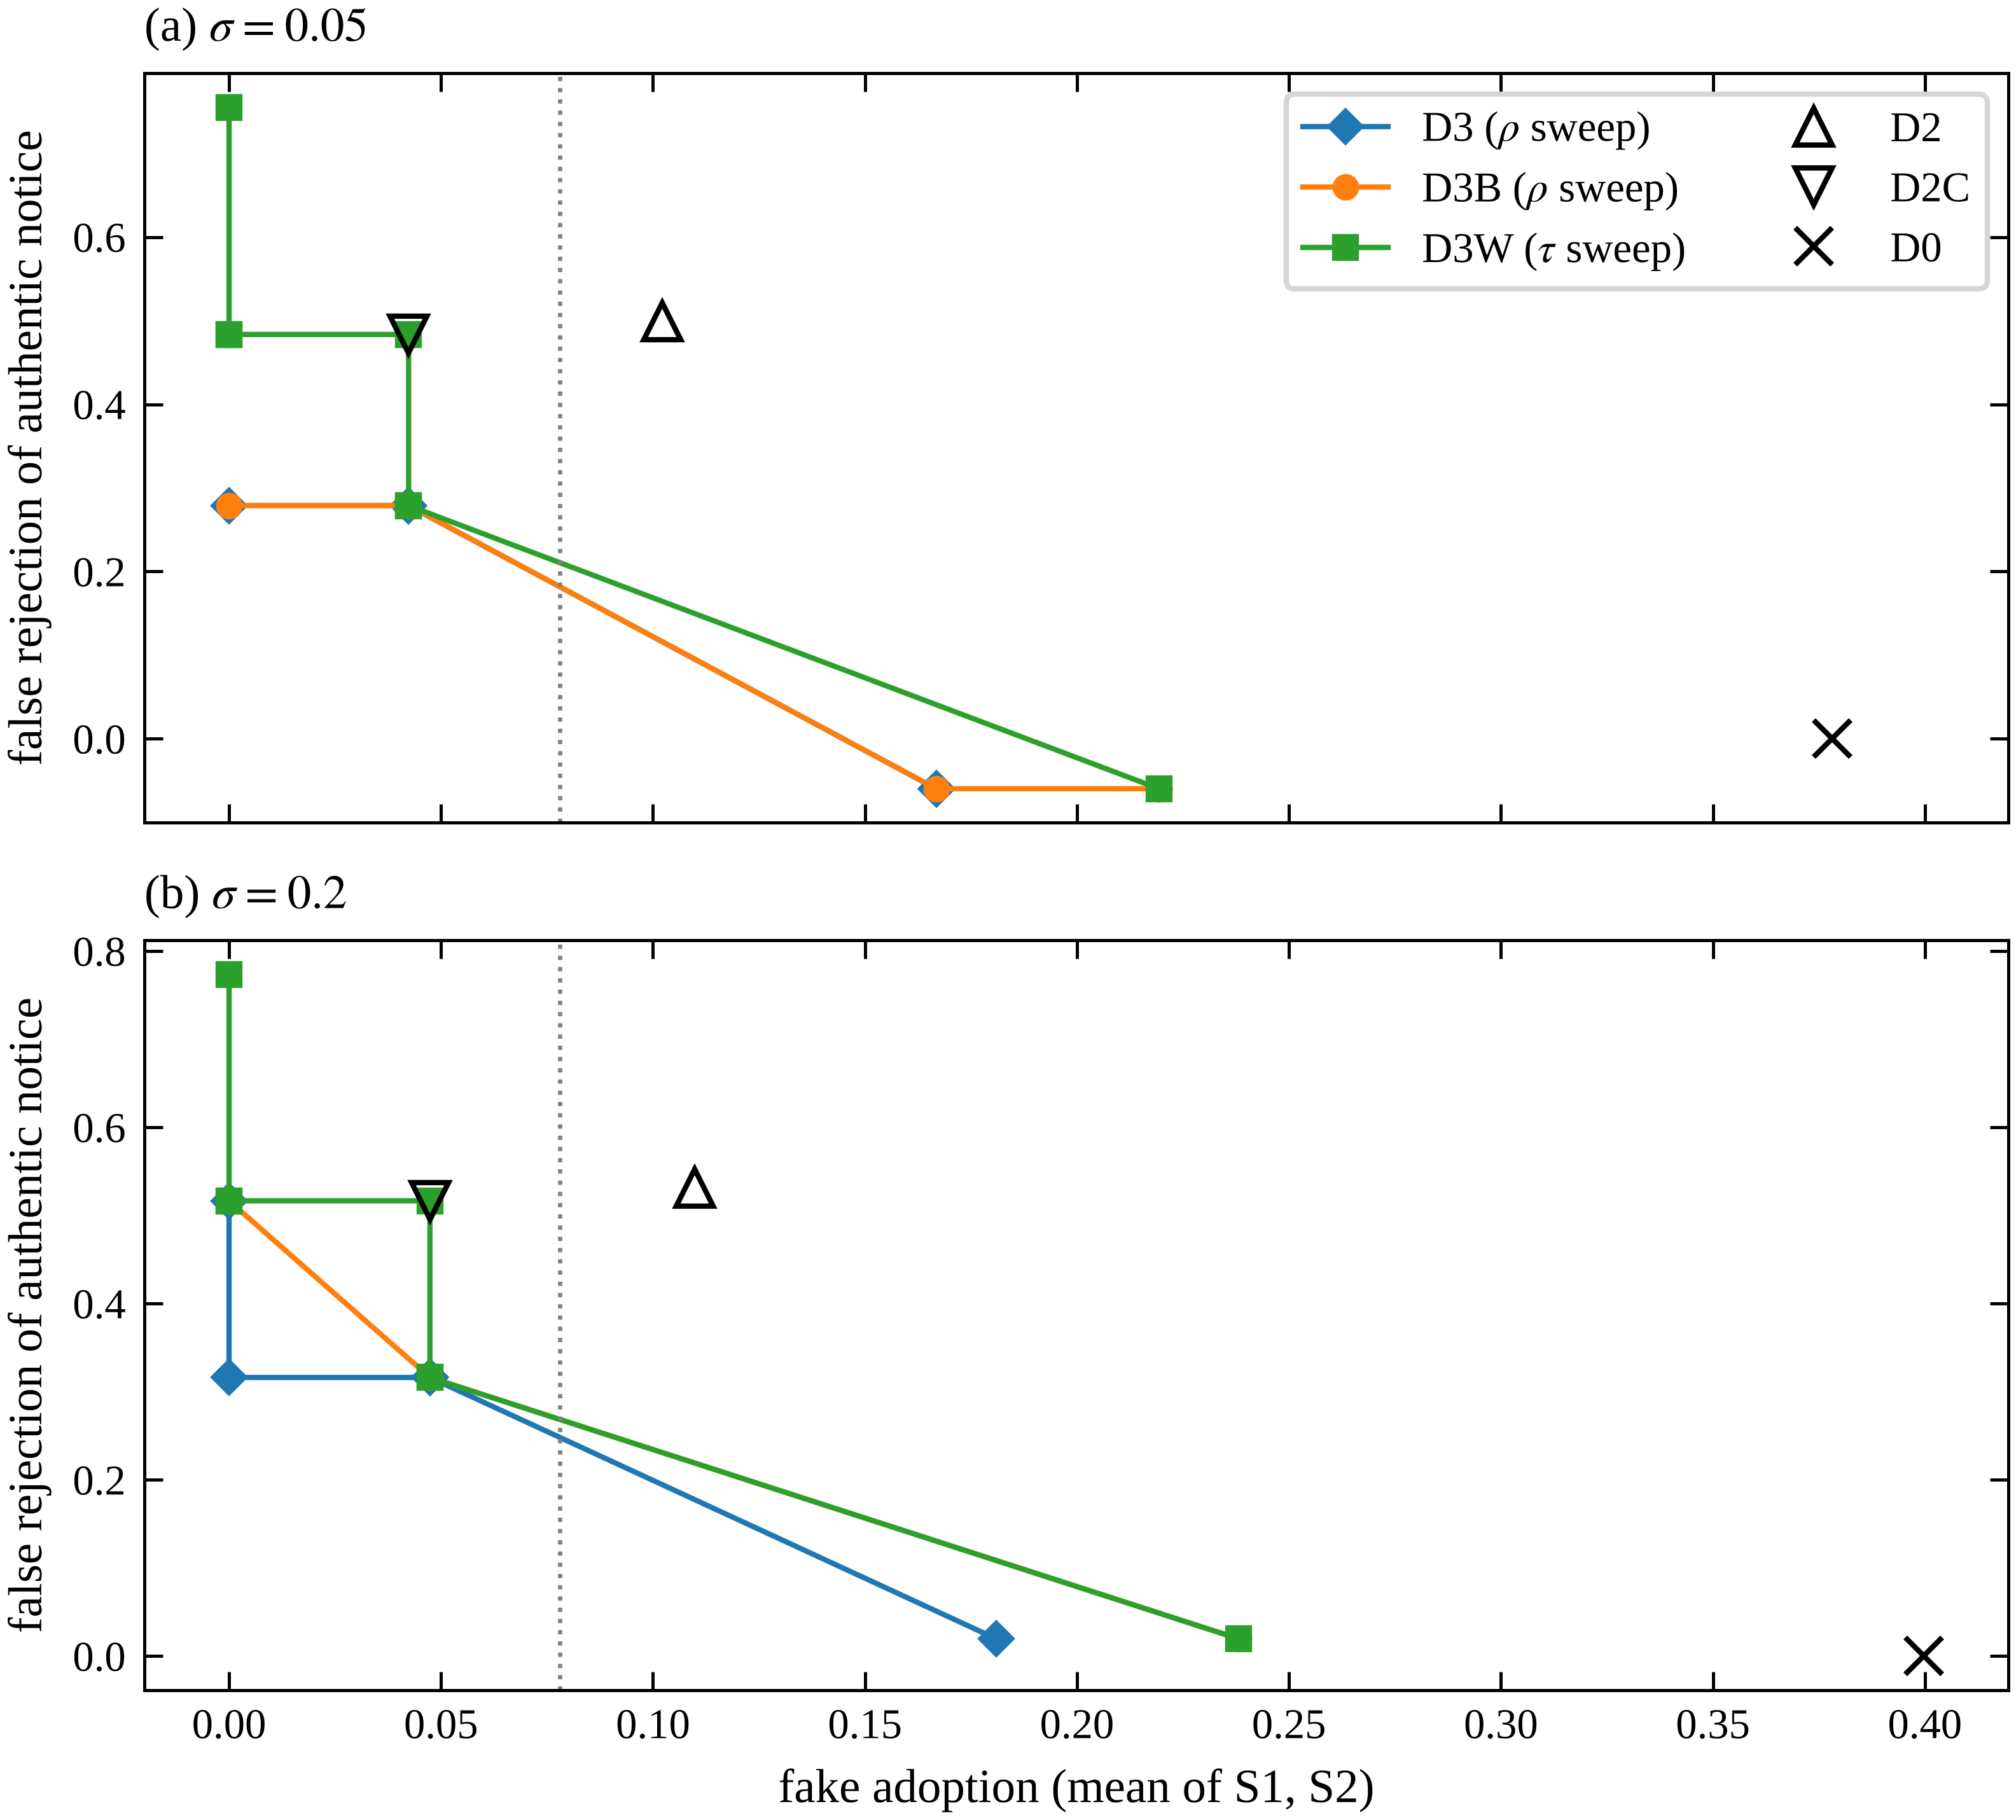 (a) σ = 0.05
false rejection of authentic notice
0.6
0.4
0.2
0.0
D3 (ρ sweep)
D3B (ρ sweep)
D3W (τ sweep)
D2
D2C
D0
(b) σ = 0.2
false rejection of authentic notice
0.8
0.6
0.4
0.2
0.0
0.00 0.05 0.10 0.15 0.20 0.25 0.30 0.35 0.40
fake adoption (mean of S1, S2)